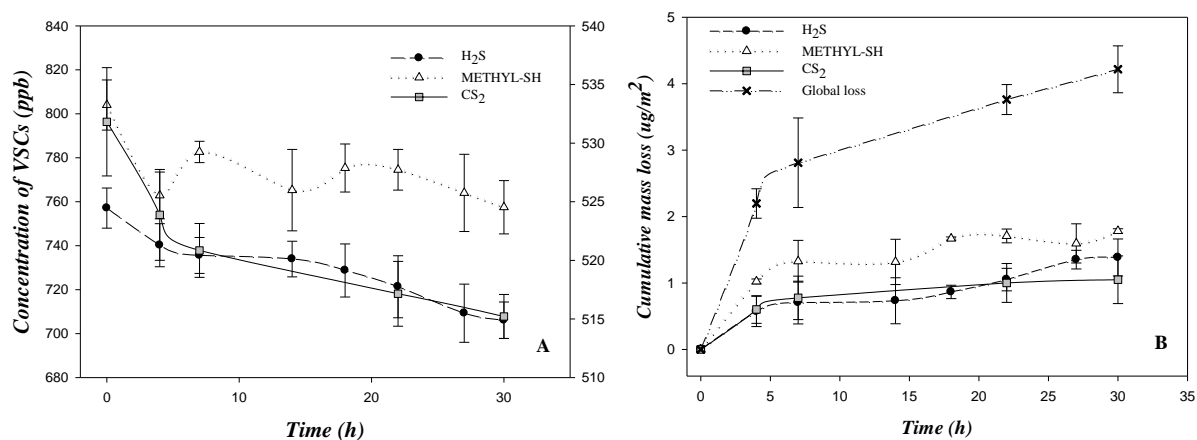 840
820
800
780
760
740
720
700
680
Concentration of VSCs (ppb)
540
535
530
525
520
515
510
H2S
METHYL-SH
CS2
A
0
10
20
30
Time (h)
5
4
3
2
1
0
Cumulative mass loss (ug/m2)
H2S
METHYL-SH
CS2
Global loss
B
0
5
10
15
20
25
30
35
Time (h)